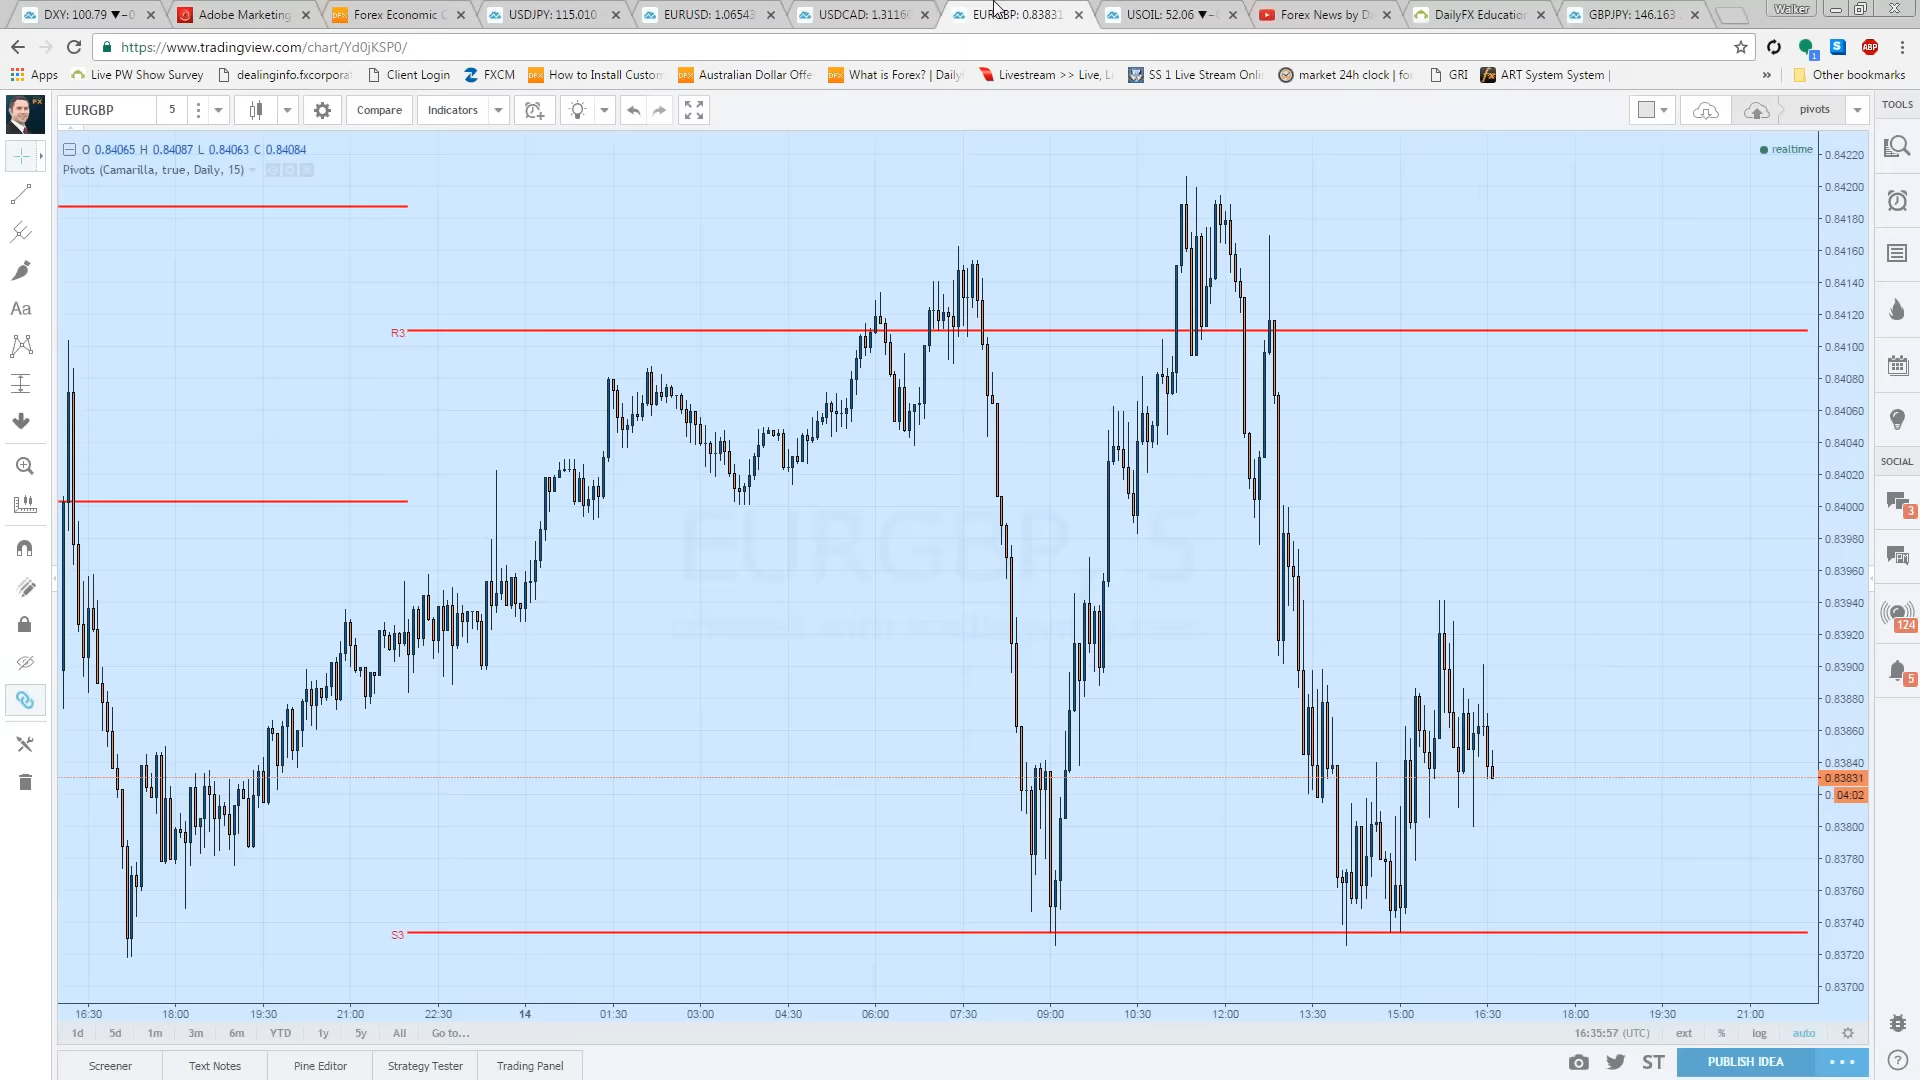 DXY: 100.79 ▼−0
Adobe Marketing
Forex Economic C
USDJPY: 115.010
EURUSD: 1.06543
USDCAD: 1.3116
EURGBP: 0.83831
USOIL: 52.06 ▼−
Forex News by D
DailyFX Educatio
GBPJPY: 146.163
Walker
https://www.tradingview.com/chart/Yd0jKSP0/
ABP
Apps
Live PW Show Survey
dealinginfo.fxcorpora
Client Login
FXCM
How to Install Custom
Australian Dollar Offe
What is Forex? | Daily
Livestream >> Live, L
SS 1 Live Stream Onli
market 24h clock | fo
GRI
ART System System |
»
Other bookmarks
EURGBP
5
Compare
Indicators
pivots
TOOLS
O 0.84065 H 0.84087 L 0.84063 C 0.84084
realtime
Pivots (Camarilla, true, Daily, 15)
R3
S3
EURGBP, 5
0.84220
0.84200
0.84180
0.84160
0.84140
0.84120
0.84100
0.84080
0.84060
0.84040
0.84020
0.84000
0.83980
0.83960
0.83940
0.83920
0.83900
0.83880
0.83860
0.83840
0.83831
04:02
0.83800
0.83780
0.83760
0.83740
0.83720
0.83700
SOCIAL
3
124
5
16:30 18:00 19:30 21:00 22:30 14 01:30 03:00 04:30 06:00 07:30 09:00 10:30 12:00 13:30 15:00 16:30 18:00 19:30 21:00
1d 5d 1m 3m 6m YTD 1y 5y All Go to...
16:35:57 (UTC) ext % log auto
Screener
Text Notes
Pine Editor
Strategy Tester
Trading Panel
ST
PUBLISH IDEA